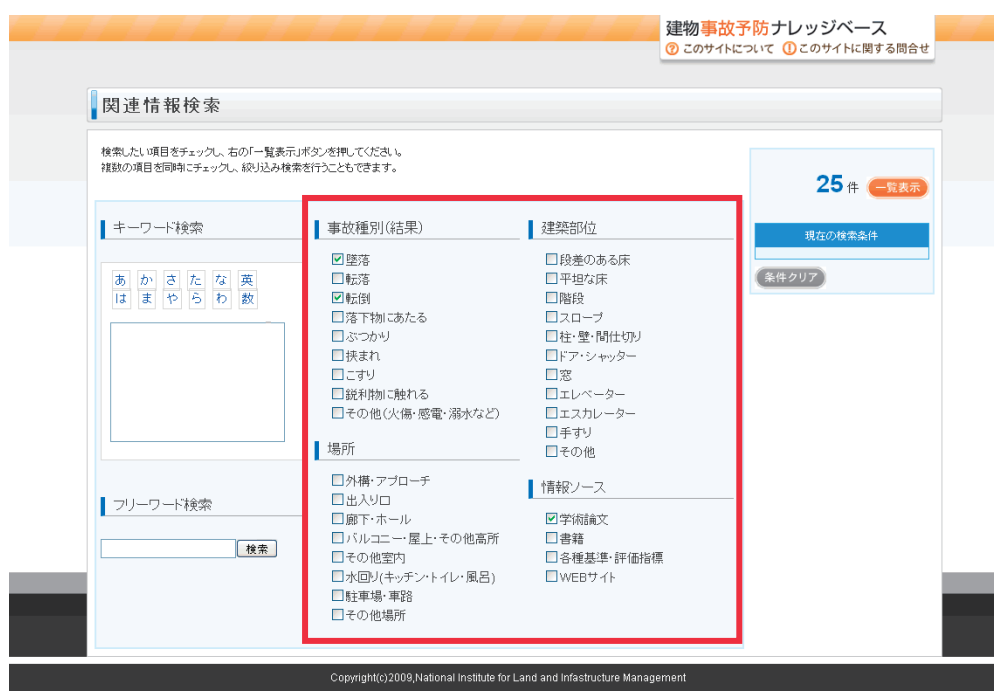 建物事故予防ナレッジベース
? このサイトについて ! このサイトに関する問合せ
関連情報検索
検索したい項目をチェックし、右の「一覧表示」ボタンを押してください。
複数の項目を同時にチェックし、絞り込み検索を行うこともできます。
25 件 一覧表示
現在の検索条件
条件クリア
キーワード検索
あ か さ た な 英
は ま や ら わ 数
フリーワード検索
検索
事故種別(結果)
墜落
転落
転倒
落下物にあたる
ぶつかり
挟まれ
こすり
鋭利物に触れる
その他(火傷・感電・溺水など)
場所
外構・アプローチ
出入り口
廊下・ホール
バルコニー・屋上・その他高所
その他室内
水回り(キッチン・トイレ・風呂)
駐車場・車路
その他場所
建築部位
段差のある床
平坦な床
階段
スロープ
柱・壁・間仕切り
ドア・シャッター
窓
エレベーター
エスカレーター
手すり
その他
情報ソース
学術論文
書籍
各種基準・評価指標
WEBサイト
Copyright(c)2009,National Institute for Land and Infastructure Management